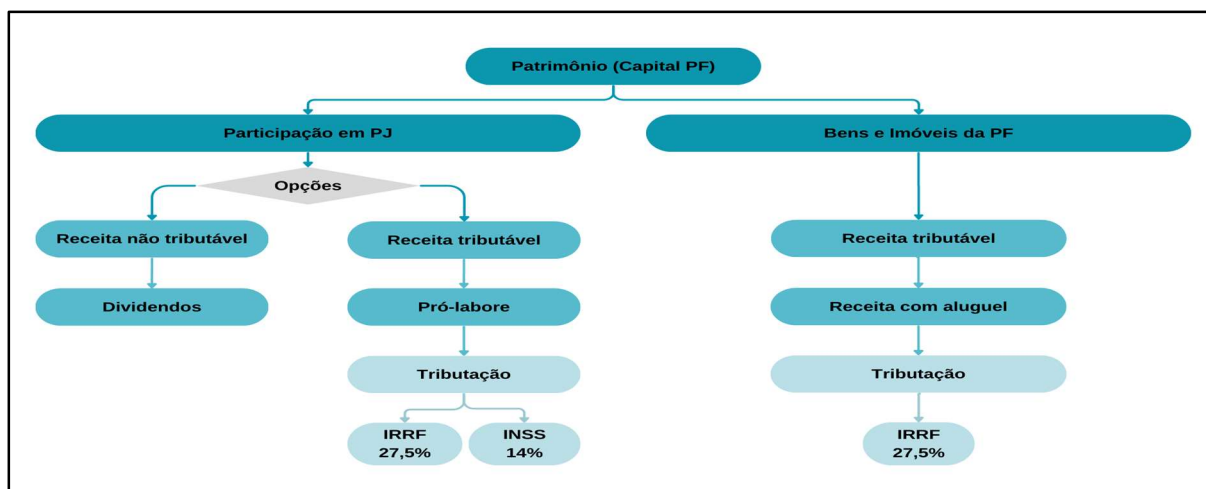 Patrimônio (Capital PF)
Participação em PJ
Bens e Imóveis da PF
Opções
Receita não tributável
Receita tributável
Receita tributável
Dividendos
Pró-labore
Receita com aluguel
Tributação
Tributação
IRRF
27,5%
INSS
14%
IRRF
27,5%